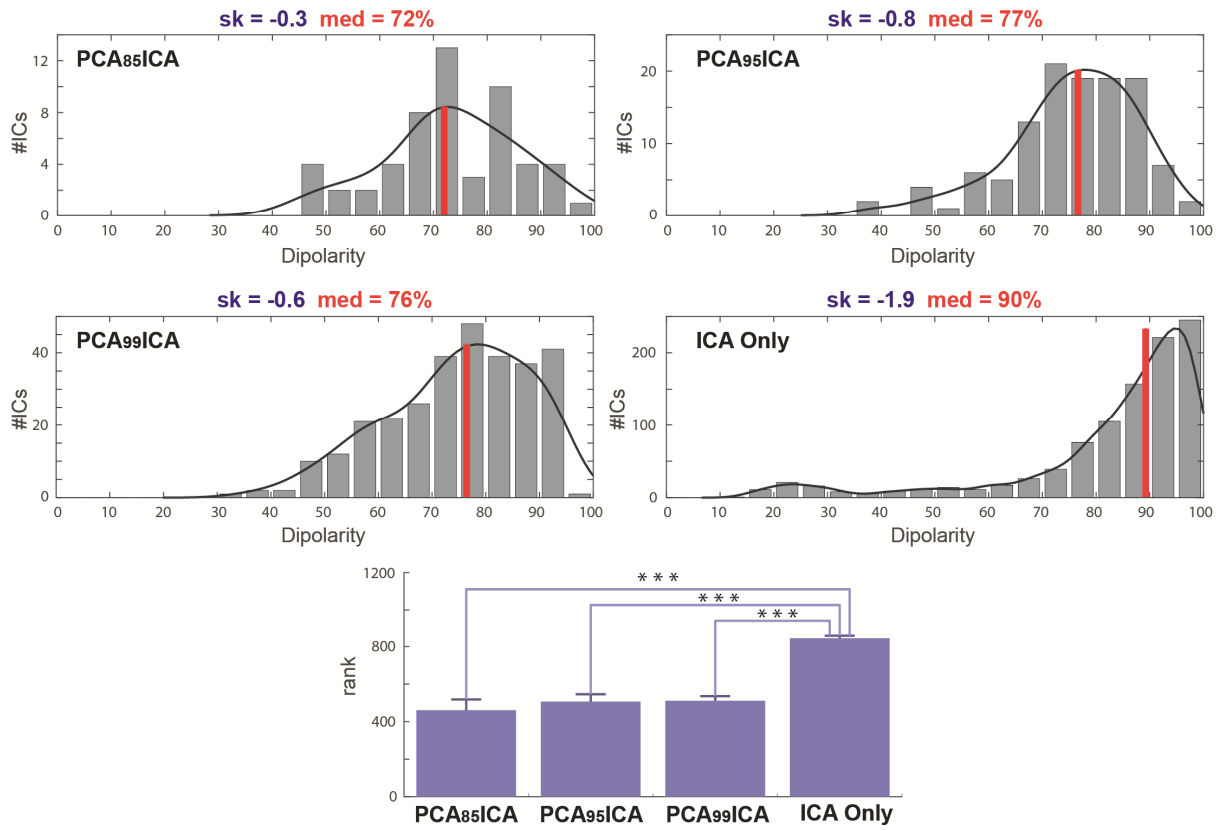 sk = -0.3 med = 72%
PCA85ICA
12
8
4
0
#ICs
0 10 20 30 40 50 60 70 80 90 100
Dipolarity
sk = -0.8 med = 77%
PCA95ICA
20
10
0
#ICs
0 10 20 30 40 50 60 70 80 90 100
Dipolarity
sk = -0.6 med = 76%
PCA99ICA
40
20
0
#ICs
0 10 20 30 40 50 60 70 80 90 100
Dipolarity
sk = -1.9 med = 90%
ICA Only
200
100
0
#ICs
0 10 20 30 40 50 60 70 80 90 100
Dipolarity
1200
800
400
0
rank
***
***
***
PCA85ICA PCA95ICA PCA99ICA ICA Only